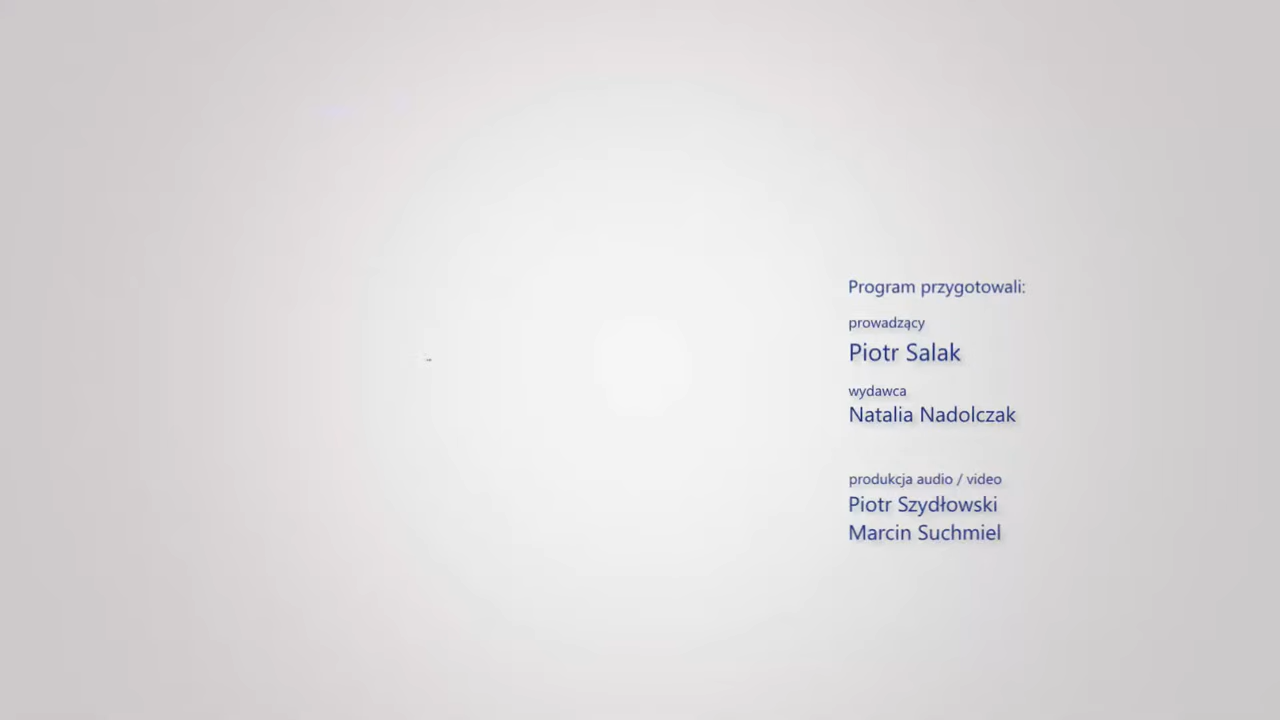 Program przygotowali:
prowadzący
Piotr Salak
wydawca
Natalia Nadolczak
produkcja audio / video
Piotr Szydłowski
Marcin Suchmiel